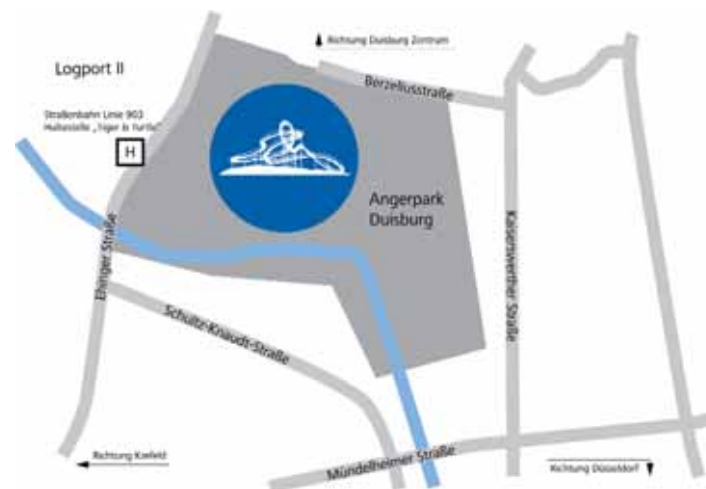 Richtung Duisburg Zentrum
Logport II
Berzeliusstraße
Straßenbahn Linie 903
Haltestelle „Tiger & Turtle“
H
Angerpark
Duisburg
Ehinger Straße
Kaiserswerther Straße
Schultz-Knaudt-Straße
Richtung Krefeld
Mündelheimer Straße
Richtung Düsseldorf